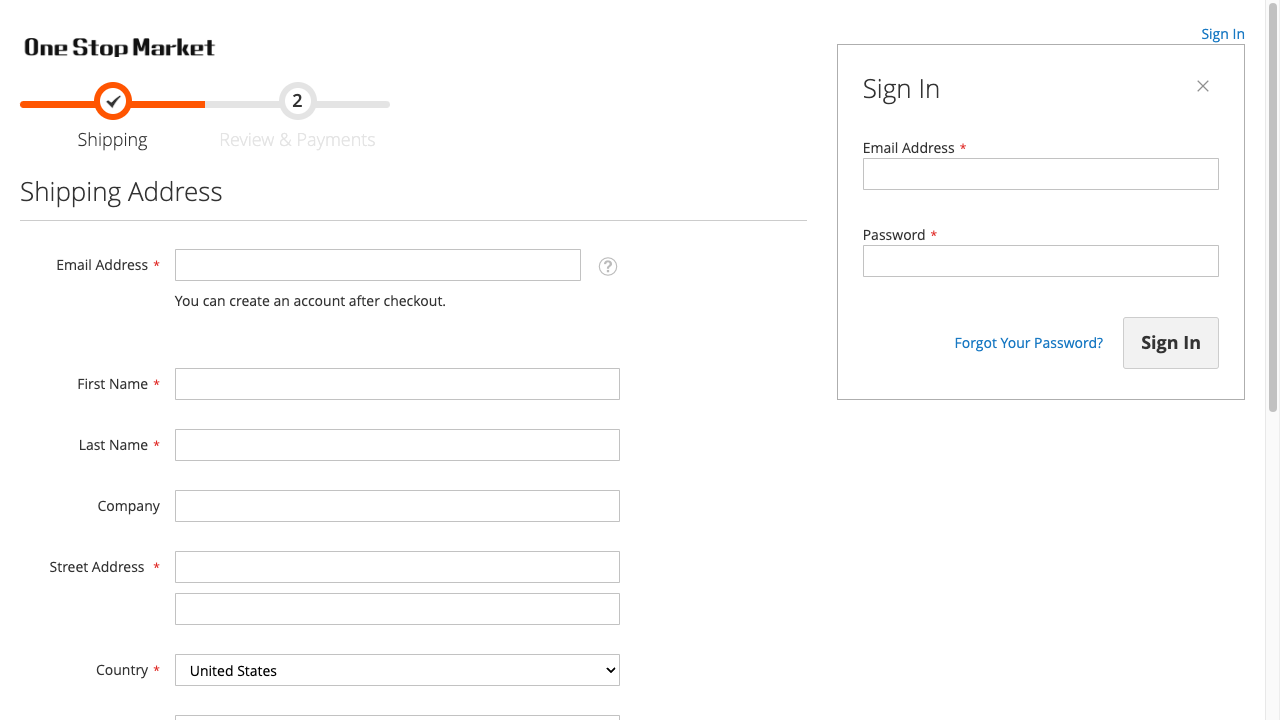 One Stop Market
Sign In
Shipping
2
Review & Payments
Shipping Address
Email Address *
?
You can create an account after checkout.
First Name *
Last Name *
Company
Street Address *
Country *
United States
Sign In
Email Address *
Password *
Forgot Your Password?
Sign In